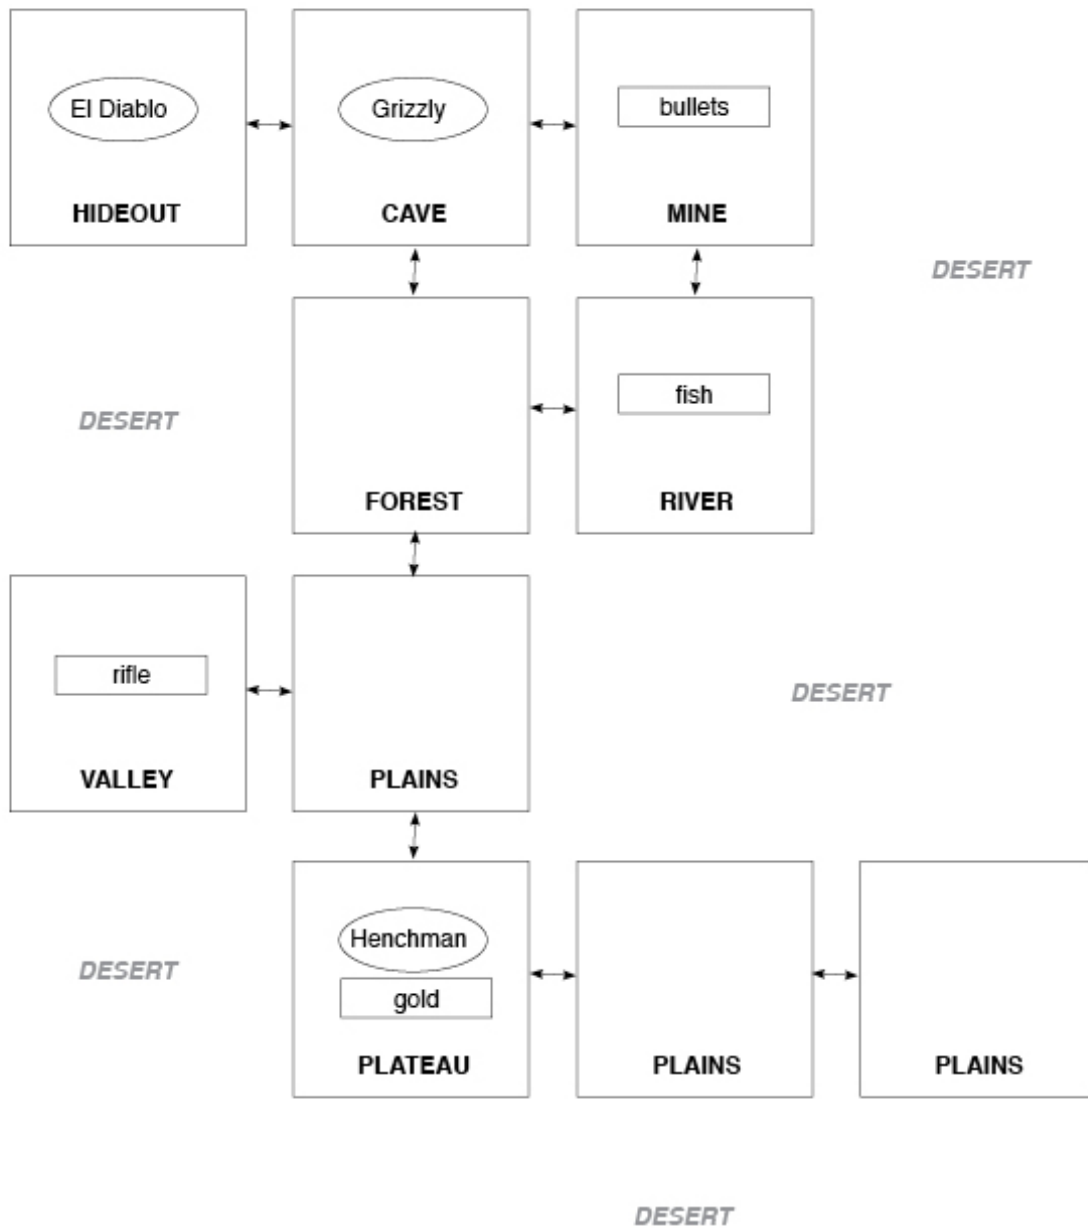 El Diablo
HIDEOUT
Grizzly
CAVE
bullets
MINE
DESERT
DESERT
FOREST
fish
RIVER
rifle
VALLEY
PLAINS
DESERT
DESERT
Henchman
gold
PLATEAU
PLAINS
PLAINS
DESERT